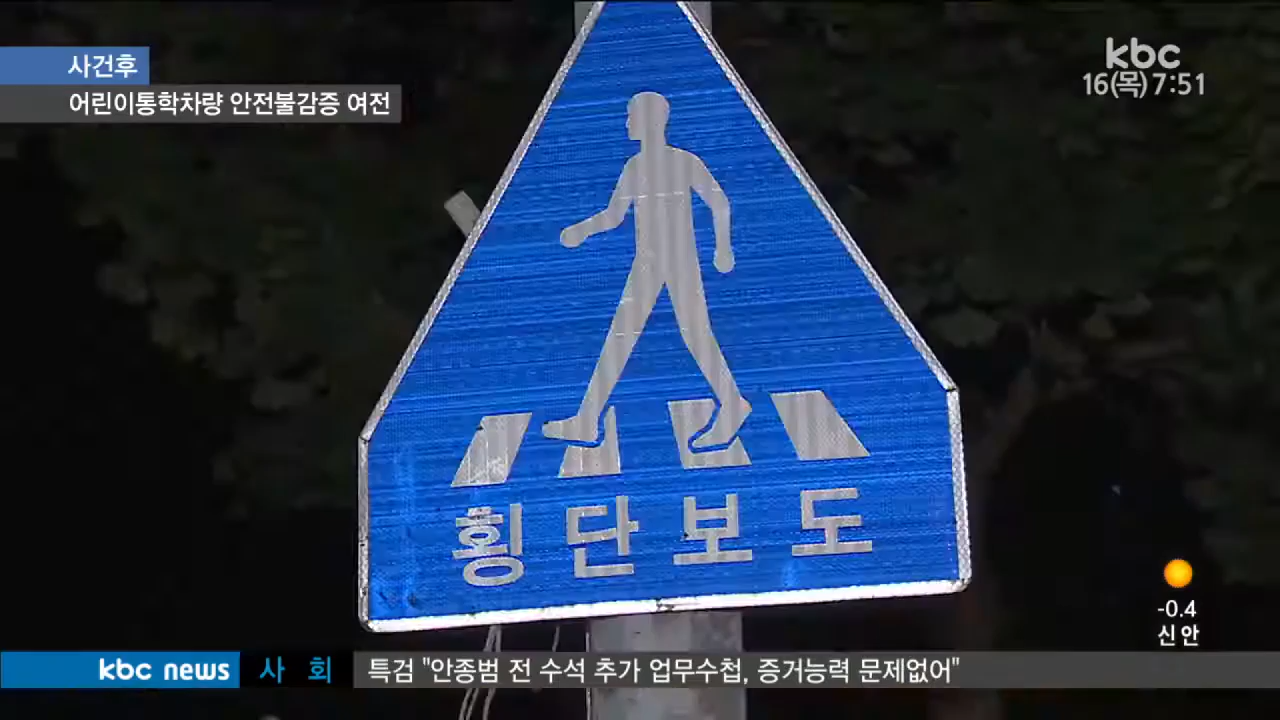 사건후
어린이통학차량 안전불감증 여전
kbc
16(목) 7:51
횡단보도
-0.4
신안
kbc news 사회 특검 "안종범 전 수석 추가 업무수첩, 증거능력 문제없어"